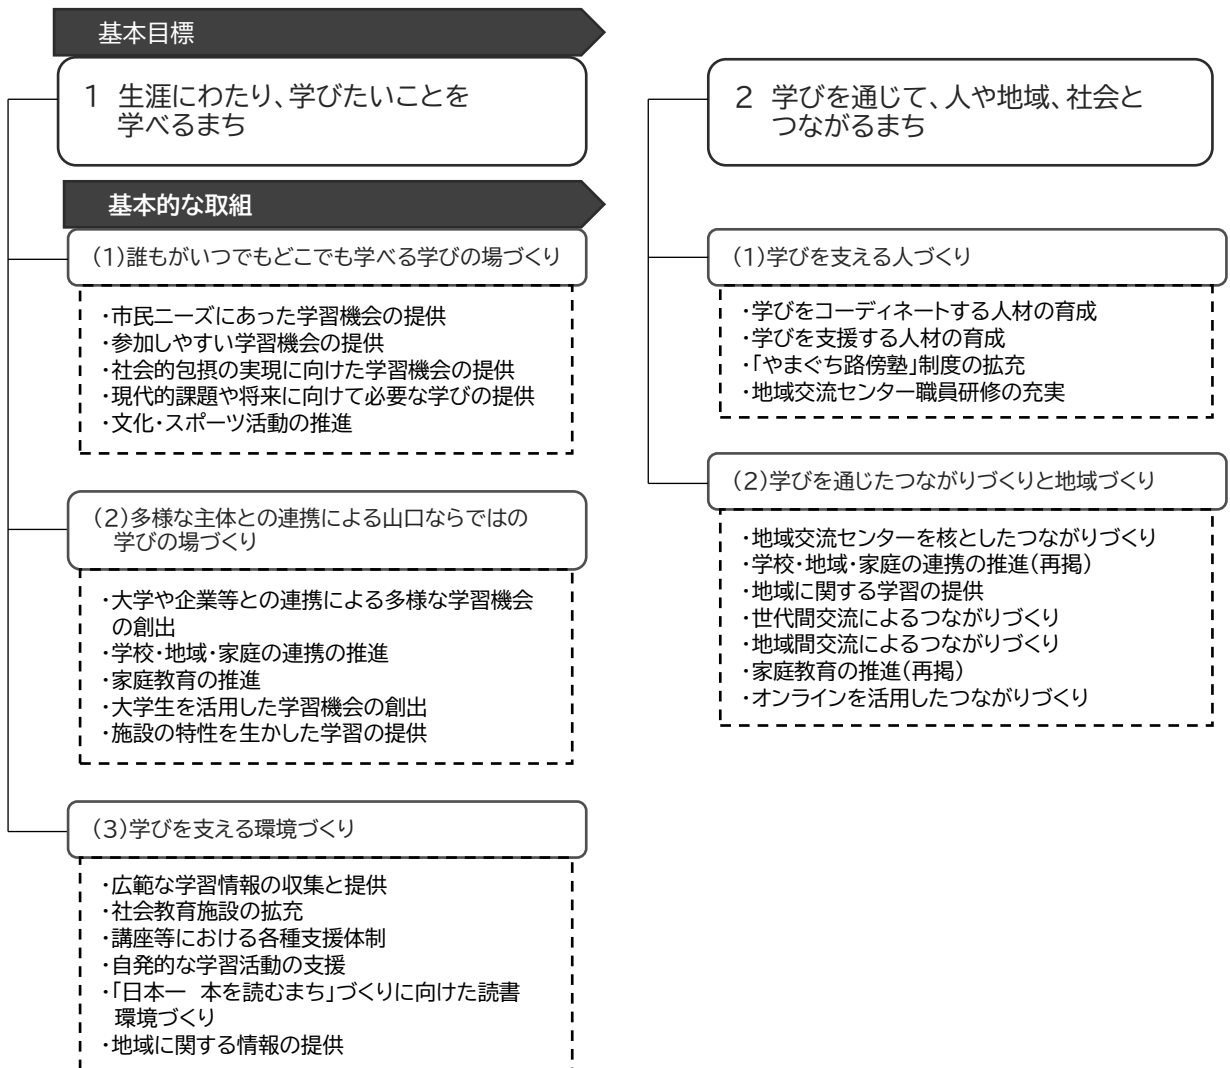 基本目標
1 生涯にわたり、学びたいことを
学べるまち
基本的な取組
(1)誰もがいつでもどこでも学べる学びの場づくり
・市民ニーズにあった学習機会の提供
・参加しやすい学習機会の提供
・社会的包摂の実現に向けた学習機会の提供
・現代的課題や将来に向けて必要な学びの提供
・文化・スポーツ活動の推進
(2)多様な主体との連携による山口ならではの
学びの場づくり
・大学や企業等との連携による多様な学習機会
の創出
・学校・地域・家庭の連携の推進
・家庭教育の推進
・大学生を活用した学習機会の創出
・施設の特性を生かした学習の提供
(3)学びを支える環境づくり
・広範な学習情報の収集と提供
・社会教育施設の拡充
・講座等における各種支援体制
・自発的な学習活動の支援
・「日本一 本を読むまち」づくりに向けた読書
環境づくり
・地域に関する情報の提供
2 学びを通じて、人や地域、社会と
つながるまち
(1)学びを支える人づくり
・学びをコーディネートする人材の育成
・学びを支援する人材の育成
・「やまぐち路傍塾」制度の拡充
・地域交流センター職員研修の充実
(2)学びを通じたつながりづくりと地域づくり
・地域交流センターを核としたつながりづくり
・学校・地域・家庭の連携の推進(再掲)
・地域に関する学習の提供
・世代間交流によるつながりづくり
・地域間交流によるつながりづくり
・家庭教育の推進(再掲)
・オンラインを活用したつながりづくり